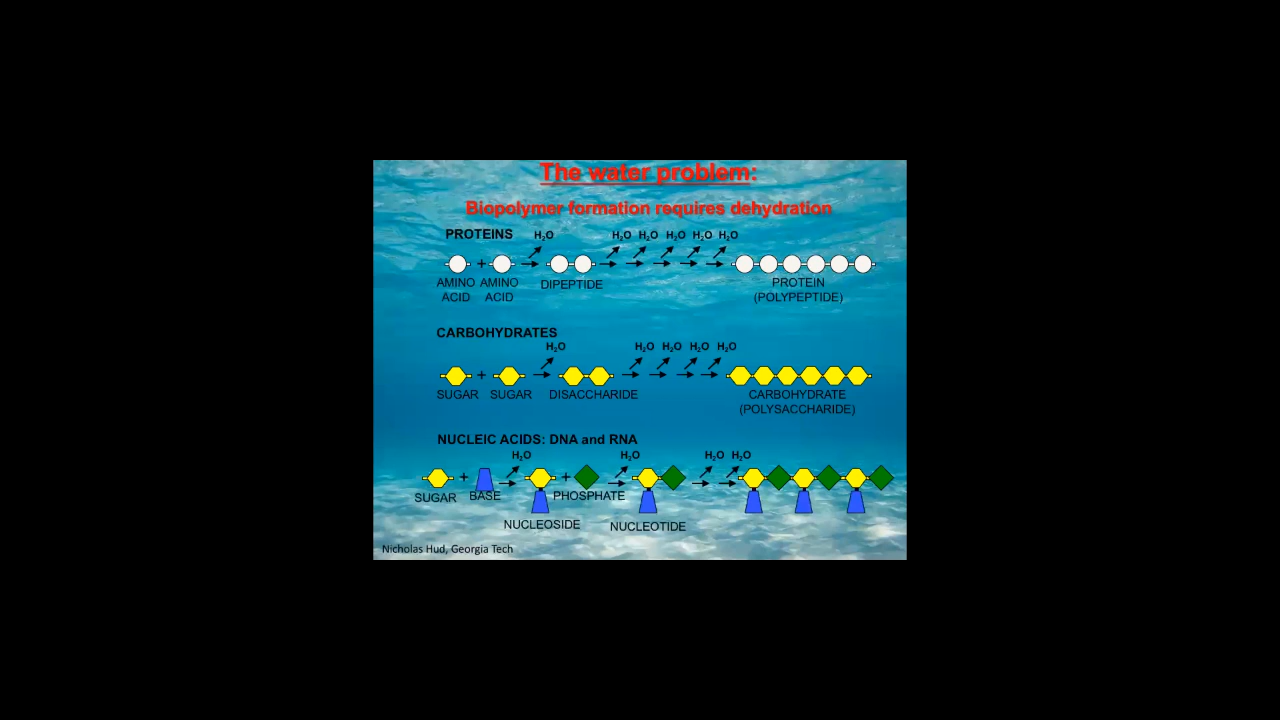 The water problem:
Biopolymer formation requires dehydration
PROTEINS
H₂O H₂O H₂O H₂O H₂O H₂O
+
AMINO ACID AMINO ACID DIPEPTIDE PROTEIN (POLYPEPTIDE)
CARBOHYDRATES
H₂O H₂O H₂O H₂O H₂O
+
SUGAR SUGAR DISACCHARIDE CARBOHYDRATE (POLYSACCHARIDE)
NUCLEIC ACIDS: DNA and RNA
H₂O H₂O H₂O H₂O
+ +
SUGAR BASE PHOSPHATE
NUCLEOSIDE NUCLEOTIDE
Nicholas Hud, Georgia Tech